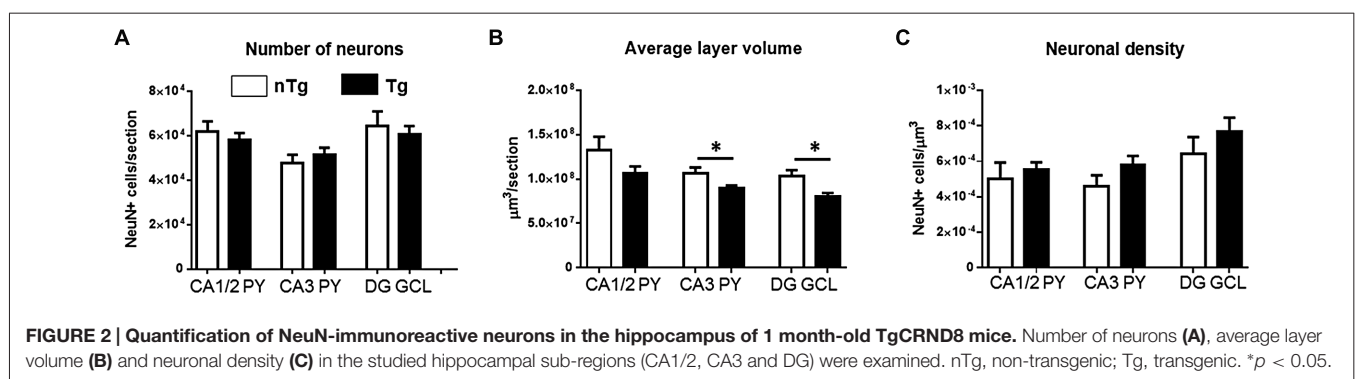 A
Number of neurons
nTg
Tg
NeuN+ cells/section
8×10⁴
6×10⁴
4×10⁴
2×10⁴
0
CA1/2 PY CA3 PY DG GCL
B
Average layer volume
μm³/section
2.0×10⁸
1.5×10⁸
1.0×10⁸
5.0×10⁷
0
*
*
CA1/2 PY CA3 PY DG GCL
C
Neuronal density
NeuN+ cells/μm³
1×10⁻³
8×10⁻⁴
6×10⁻⁴
4×10⁻⁴
2×10⁻⁴
0
CA1/2 PY CA3 PY DG GCL
FIGURE 2 | Quantification of NeuN-immunoreactive neurons in the hippocampus of 1 month-old TgCRND8 mice. Number of neurons (A), average layer
volume (B) and neuronal density (C) in the studied hippocampal sub-regions (CA1/2, CA3 and DG) were examined. nTg, non-transgenic; Tg, transgenic. *p < 0.05.